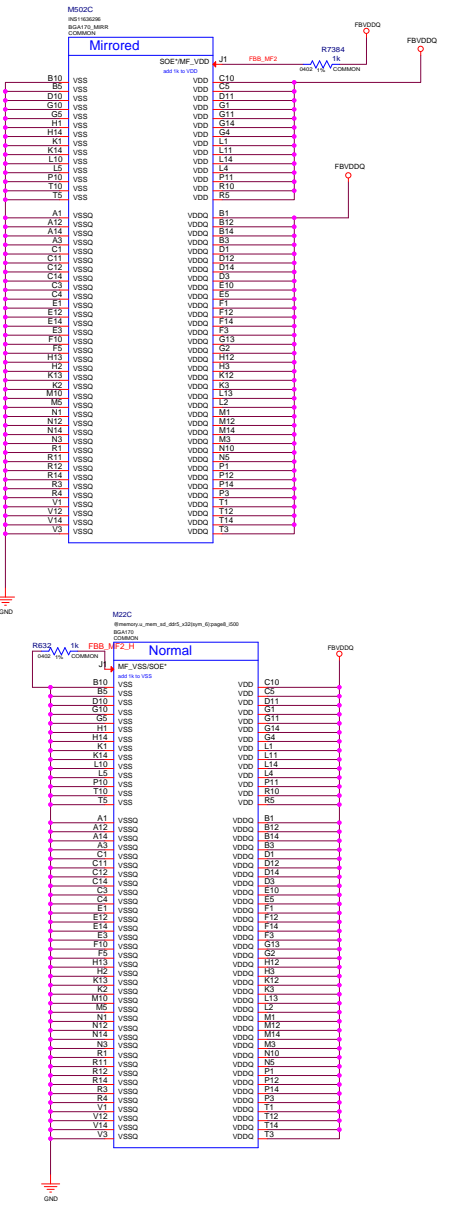 M502C
INS11636296
BGA170_MIRR
COMMON
Mirrored
FBVDDQ
FBVDDQ
R7384 1k
SOE*/MF_VDD J1 FBB_MF2
0402 1% COMMON
add 1k to VDD
B10 VSS VDD C10
B5 VSS VDD C5
D10 VSS VDD D11
G10 VSS VDD G1
G5 VSS VDD G11
H1 VSS VDD G14
H14 VSS VDD G4
K1 VSS VDD L1
K14 VSS VDD L11
L10 VSS VDD L14
L5 VSS VDD L4
P10 VSS VDD P11
T10 VSS VDD R10
T5 VSS VDD R5
FBVDDQ
A1 VSSQ VDDQ B1
A12 VSSQ VDDQ B12
A14 VSSQ VDDQ B14
A3 VSSQ VDDQ B3
C1 VSSQ VDDQ D1
C11 VSSQ VDDQ D12
C12 VSSQ VDDQ D14
C14 VSSQ VDDQ D3
C3 VSSQ VDDQ E10
C4 VSSQ VDDQ E5
E1 VSSQ VDDQ F1
E12 VSSQ VDDQ F12
E14 VSSQ VDDQ F14
E3 VSSQ VDDQ F3
F10 VSSQ VDDQ G13
F5 VSSQ VDDQ G2
H13 VSSQ VDDQ H12
H2 VSSQ VDDQ H3
K13 VSSQ VDDQ K12
K2 VSSQ VDDQ K3
M10 VSSQ VDDQ L13
M5 VSSQ VDDQ L2
N1 VSSQ VDDQ M1
N12 VSSQ VDDQ M12
N14 VSSQ VDDQ M14
N3 VSSQ VDDQ M3
R1 VSSQ VDDQ N10
R11 VSSQ VDDQ N5
R12 VSSQ VDDQ P1
R14 VSSQ VDDQ P12
R3 VSSQ VDDQ P14
R4 VSSQ VDDQ P3
V1 VSSQ VDDQ T1
V12 VSSQ VDDQ T12
V14 VSSQ VDDQ T14
V3 VSSQ VDDQ T3
GND
M22C
BGA170
COMMON
R632 1k FBB_MF2_H
0402 1% COMMON
Normal
FBVDDQ
J1 MF_VSS/SOE*
add 1k to VSS
B10 VSS VDD C10
B5 VSS VDD C5
D10 VSS VDD D11
G10 VSS VDD G1
G5 VSS VDD G11
H1 VSS VDD G14
H14 VSS VDD G4
K1 VSS VDD L1
K14 VSS VDD L11
L10 VSS VDD L14
L5 VSS VDD L4
P10 VSS VDD P11
T10 VSS VDD R10
T5 VSS VDD R5
A1 VSSQ VDDQ B1
A12 VSSQ VDDQ B12
A14 VSSQ VDDQ B14
A3 VSSQ VDDQ B3
C1 VSSQ VDDQ D1
C11 VSSQ VDDQ D12
C12 VSSQ VDDQ D14
C14 VSSQ VDDQ D3
C3 VSSQ VDDQ E10
C4 VSSQ VDDQ E5
E1 VSSQ VDDQ F1
E12 VSSQ VDDQ F12
E14 VSSQ VDDQ F14
E3 VSSQ VDDQ F3
F10 VSSQ VDDQ G13
F5 VSSQ VDDQ G2
H13 VSSQ VDDQ H12
H2 VSSQ VDDQ H3
K13 VSSQ VDDQ K12
K2 VSSQ VDDQ K3
M10 VSSQ VDDQ L13
M5 VSSQ VDDQ L2
N1 VSSQ VDDQ M1
N12 VSSQ VDDQ M12
N14 VSSQ VDDQ M14
N3 VSSQ VDDQ M3
R1 VSSQ VDDQ N10
R11 VSSQ VDDQ N5
R12 VSSQ VDDQ P1
R14 VSSQ VDDQ P12
R3 VSSQ VDDQ P14
R4 VSSQ VDDQ P3
V1 VSSQ VDDQ T1
V12 VSSQ VDDQ T12
V14 VSSQ VDDQ T14
V3 VSSQ VDDQ T3
GND